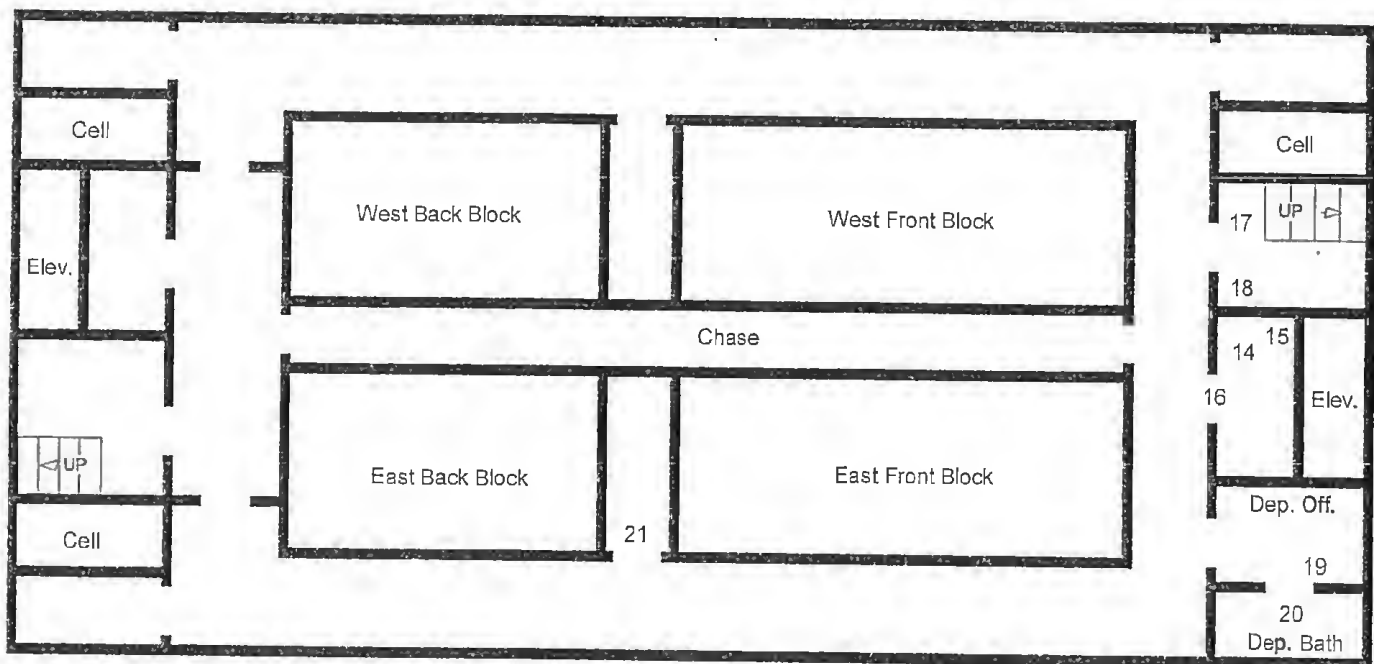 Cell
Cell
West Back Block
West Front Block
17
UP
Elev.
18
Chase
14
15
16
Elev.
UP
East Back Block
East Front Block
Dep. Off.
Cell
21
19
20
Dep. Bath